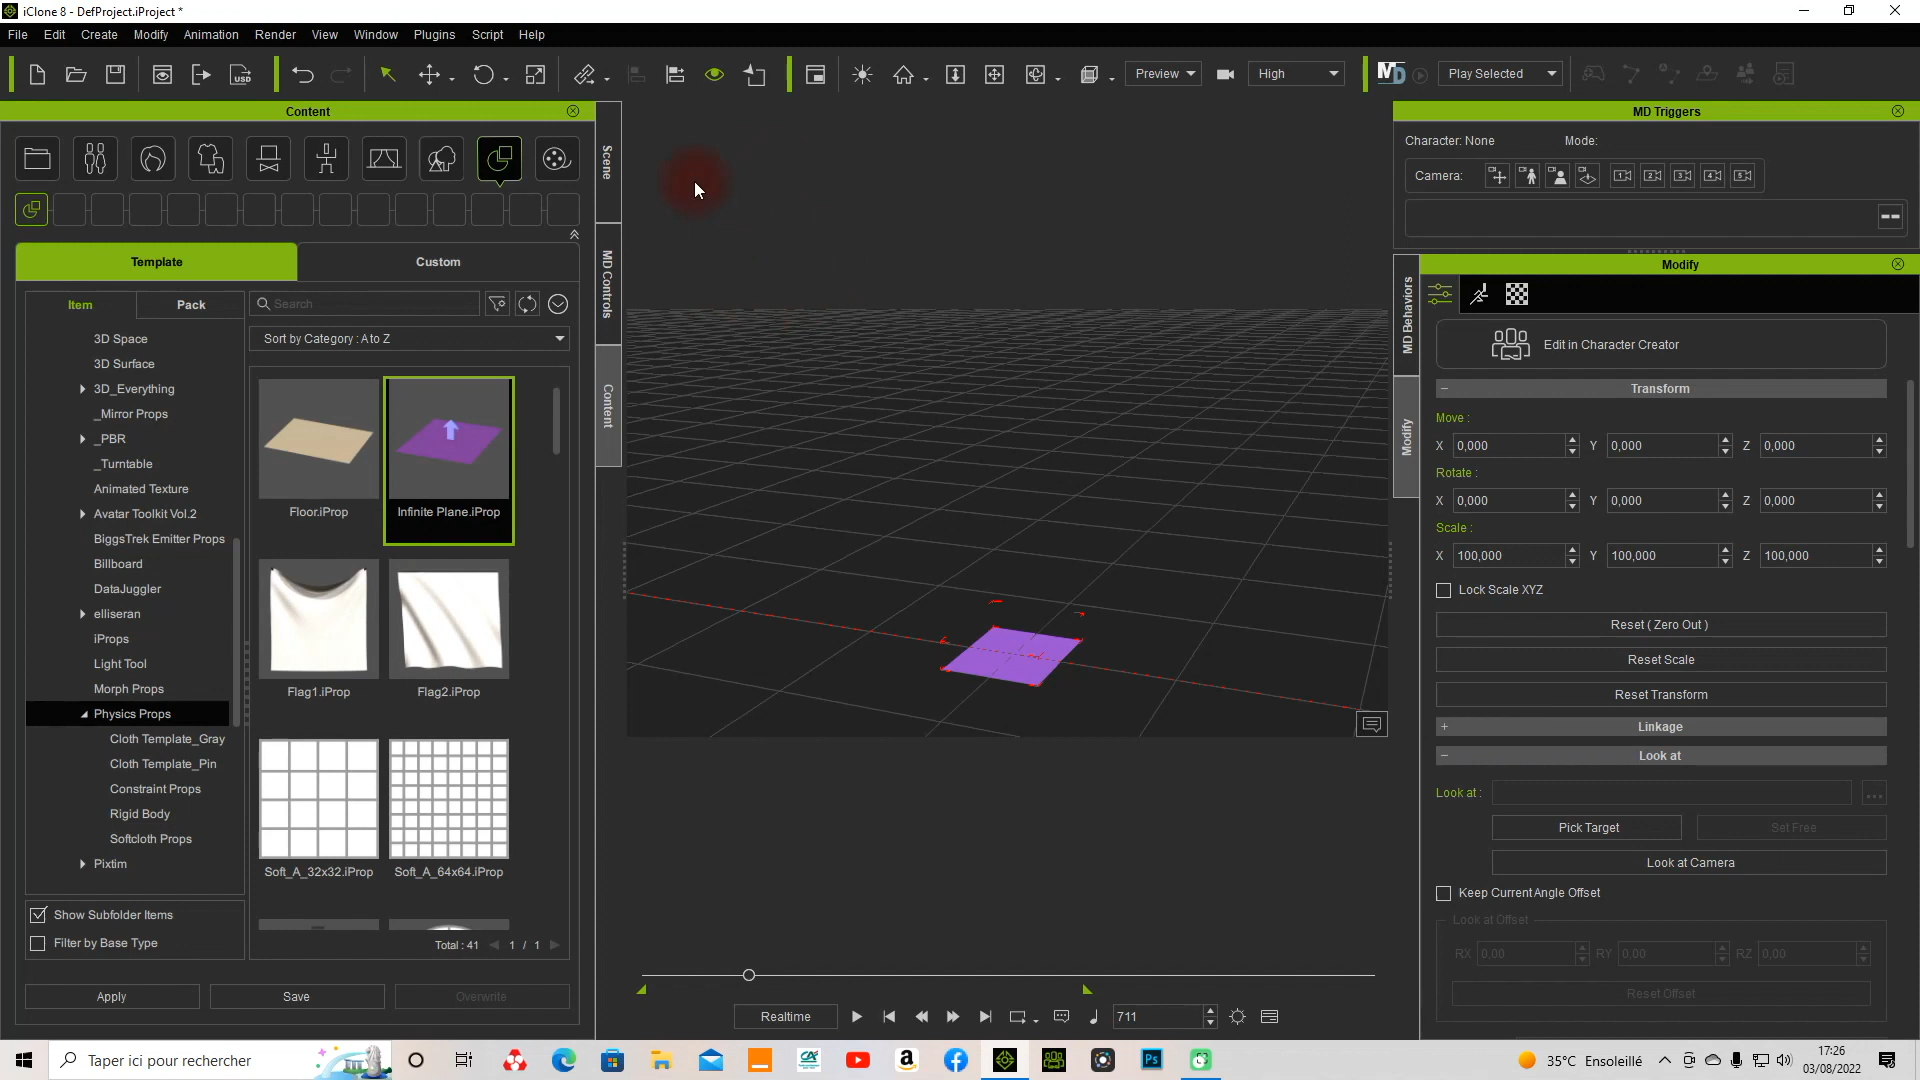 iClone 8 - DefProject.iProject *
File Edit Create Modify Animation Render View Window Plugins Script Help
USD Preview High MD Play Selected
Content
MD Triggers
Scene
MD Controls
Content
Character: None Mode:
Camera: 1 2 3 4 5
Template Custom
Item Pack
Search
Sort by Category : A to Z
3D Space
3D Surface
3D_Everything
_Mirror Props
_PBR
_Turntable
Animated Texture
Avatar Toolkit Vol.2
BiggsTrek Emitter Props
Billboard
DataJuggler
elliseran
iProps
Light Tool
Morph Props
Physics Props
Cloth Template_Gray
Cloth Template_Pin
Constraint Props
Rigid Body
Softcloth Props
Pixtim
Show Subfolder Items
Filter by Base Type
Floor.iProp Infinite Plane.iProp
Flag1.iProp Flag2.iProp
Soft_A_32x32.iProp Soft_A_64x64.iProp
Total : 41 1 / 1
Apply Save Overwrite
Realtime 711
MD Behaviors
Modify
Modify
Edit in Character Creator
Transform
Move :
X 0,000 Y 0,000 Z 0,000
Rotate :
X 0,000 Y 0,000 Z 0,000
Scale :
X 100,000 Y 100,000 Z 100,000
Lock Scale XYZ
Reset ( Zero Out )
Reset Scale
Reset Transform
Linkage
Look at
Look at : ...
Pick Target Set Free
Look at Camera
Keep Current Angle Offset
Look at Offset
RX 0,00 RY 0,00 RZ 0,00
Reset Offset
Taper ici pour rechercher
Ps
35°C Ensoleillé
17:26
03/08/2022